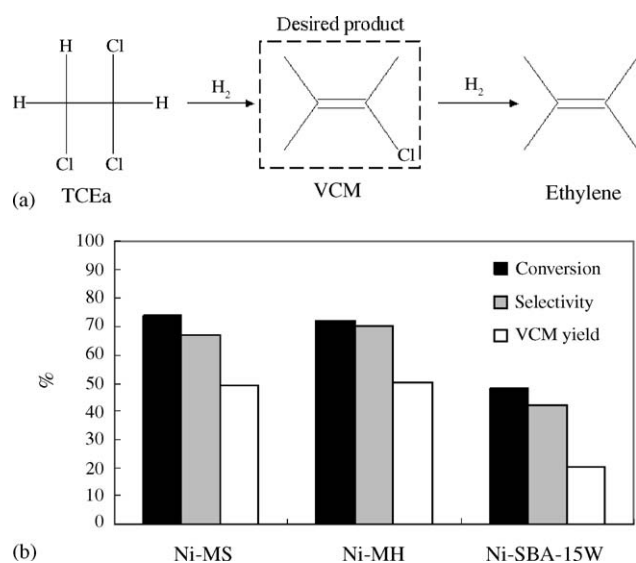 Desired product
H Cl
H H
H2
H2
Cl Cl
Cl
(a) TCEa VCM Ethylene
100
90
80
70
60
50
40
30
20
10
0
%
Conversion
Selectivity
VCM yield
(b) Ni-MS Ni-MH Ni-SBA-15W